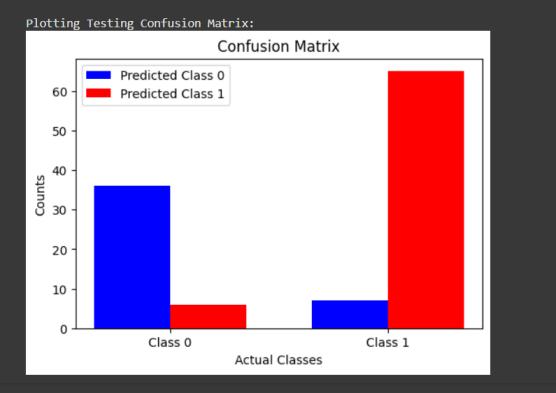 Plotting Testing Confusion Matrix:
Confusion Matrix
Predicted Class 0
Predicted Class 1
60
50
40
30
20
10
0
Counts
Class 0
Class 1
Actual Classes